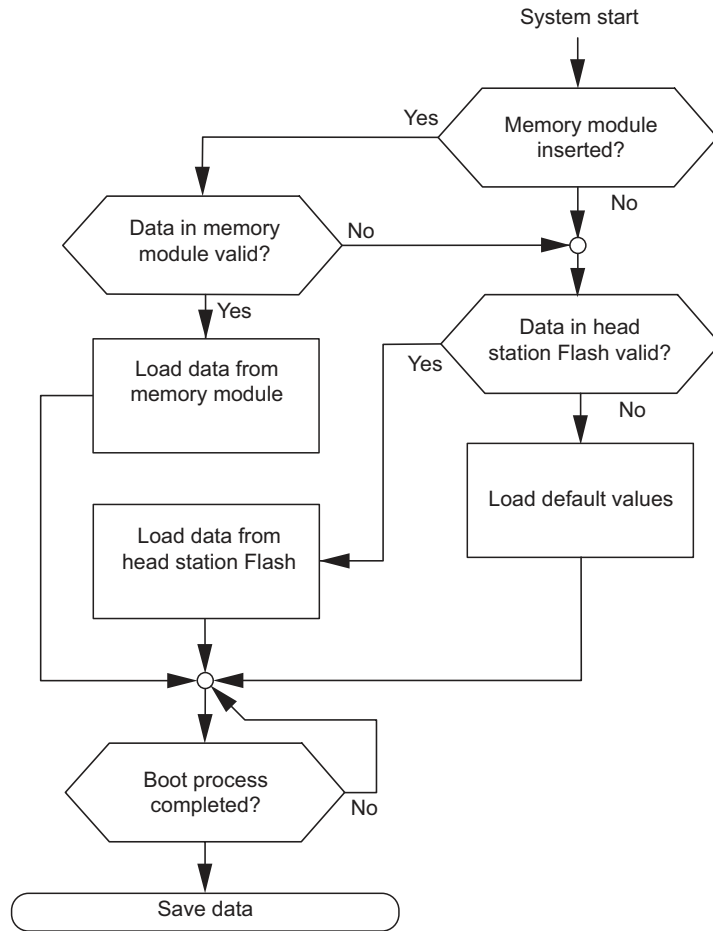 System start
Yes
Memory module
inserted?
No
Data in memory
module valid?
No
Yes
Data in head
station Flash valid?
Yes
No
Load data from
memory module
Load default values
Load data from
head station Flash
Boot process
completed?
No
Save data